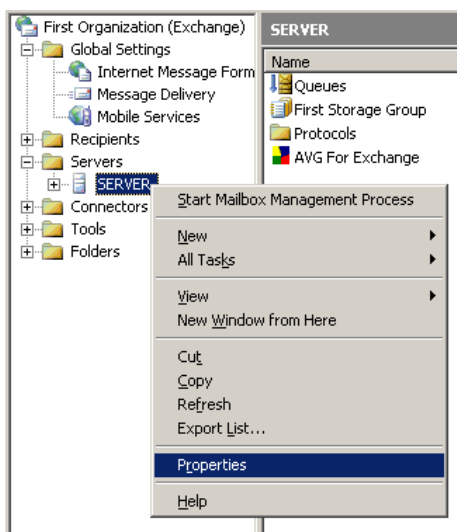 First Organization (Exchange)
Global Settings
Internet Message Form
Message Delivery
Mobile Services
Recipients
Servers
SERVER
Connectors
Tools
Folders
SERVER
Name
Queues
First Storage Group
Protocols
AVG For Exchange
Start Mailbox Management Process
New
All Tasks
View
New Window from Here
Cut
Copy
Refresh
Export List...
Properties
Help